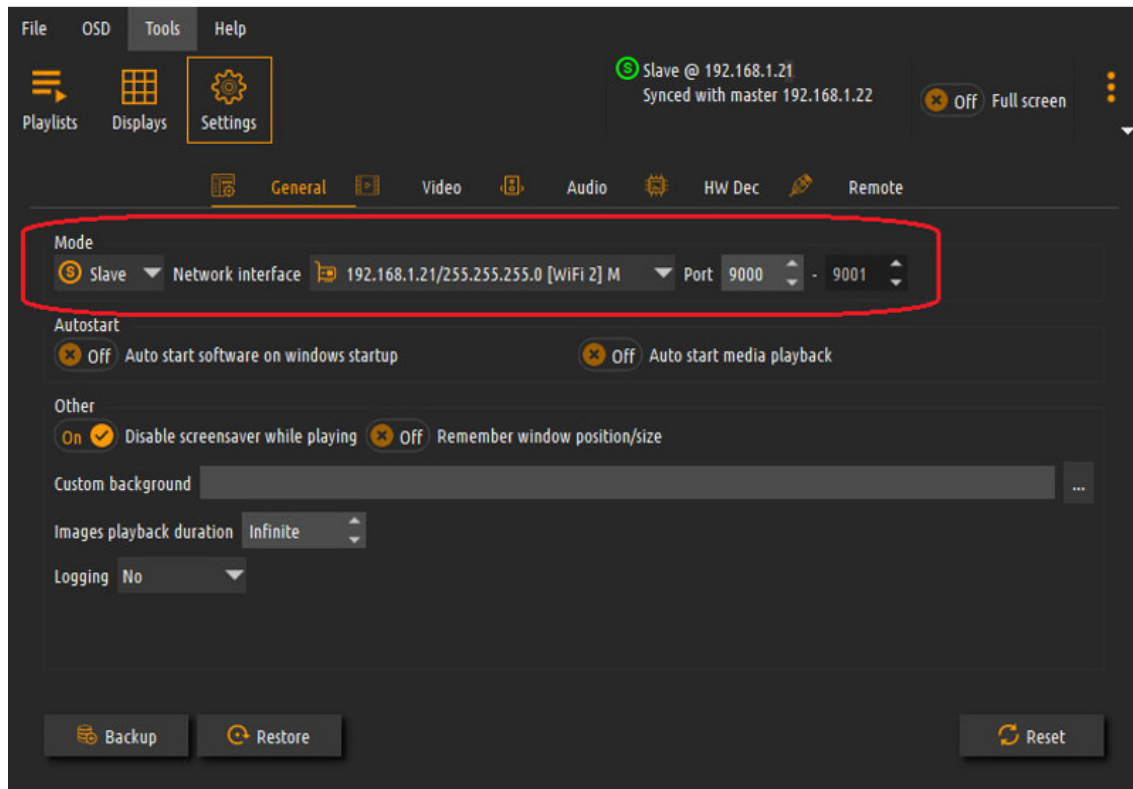 File OSD Tools Help
Slave @ 192.168.1.21
Synced with master 192.168.1.22
Off Full screen
Playlists Displays Settings
General Video Audio HW Dec Remote
Mode
S Slave Network interface 192.168.1.21/255.255.255.0 [WiFi 2] M Port 9000 - 9001
Autostart
Off Auto start software on windows startup Off Auto start media playback
Other
On Disable screensaver while playing Off Remember window position/size
Custom background ...
Images playback duration Infinite
Logging No
Backup Restore Reset